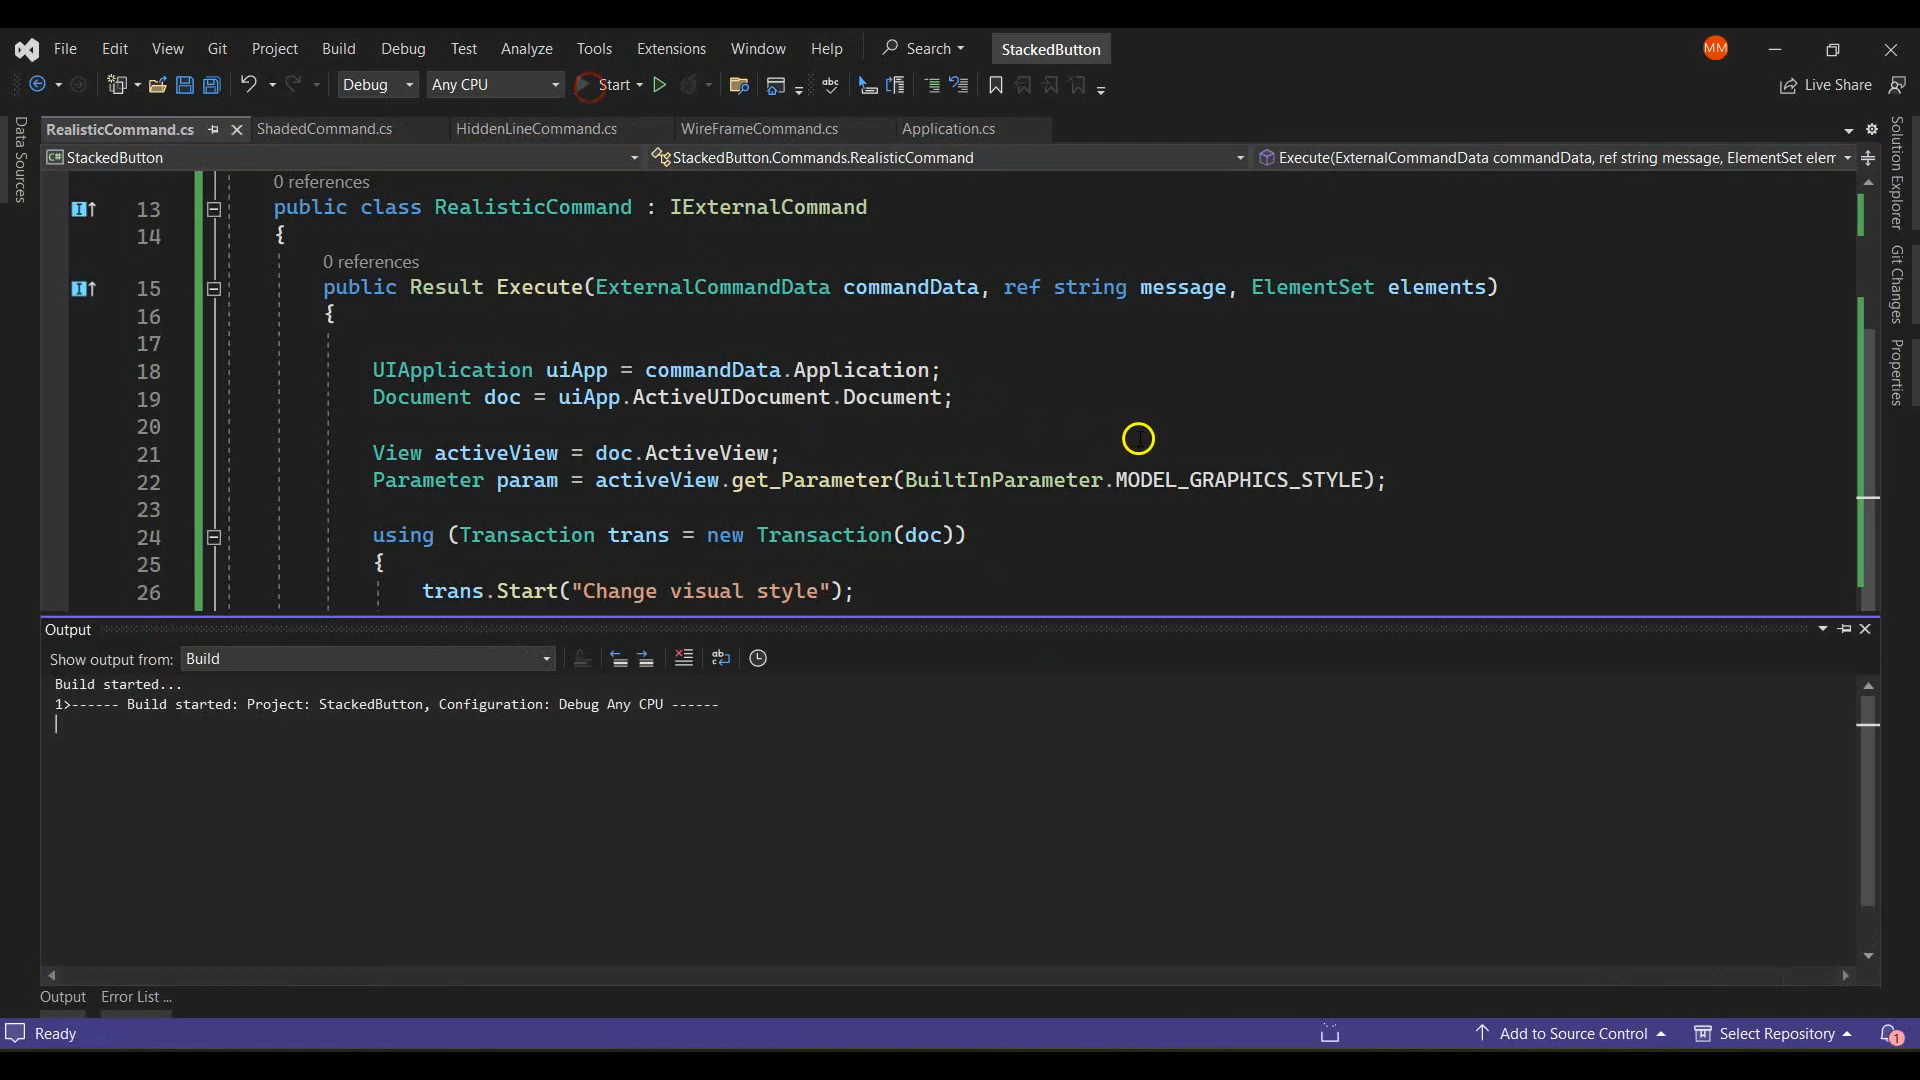 File Edit View Git Project Build Debug Test Analyze Tools Extensions Window Help Search StackedButton MM
Debug Any CPU Start Live Share
RealisticCommand.cs ShadedCommand.cs HiddenLineCommand.cs WireFrameCommand.cs Application.cs
C# StackedButton StackedButton.Commands.RealisticCommand Execute(ExternalCommandData commandData, ref string message, ElementSet elem
Data Sources
Solution Explorer
Git Changes
Properties
0 references
13 public class RealisticCommand : IExternalCommand
14 {
0 references
15 public Result Execute(ExternalCommandData commandData, ref string message, ElementSet elements)
16 {
17
18 UIApplication uiApp = commandData.Application;
19 Document doc = uiApp.ActiveUIDocument.Document;
20
21 View activeView = doc.ActiveView;
22 Parameter param = activeView.get_Parameter(BuiltInParameter.MODEL_GRAPHICS_STYLE);
23
24 using (Transaction trans = new Transaction(doc))
25 {
26 trans.Start("Change visual style");
Output
Show output from: Build
Build started...
1>------ Build started: Project: StackedButton, Configuration: Debug Any CPU ------
Output Error List ...
Ready Add to Source Control Select Repository 1